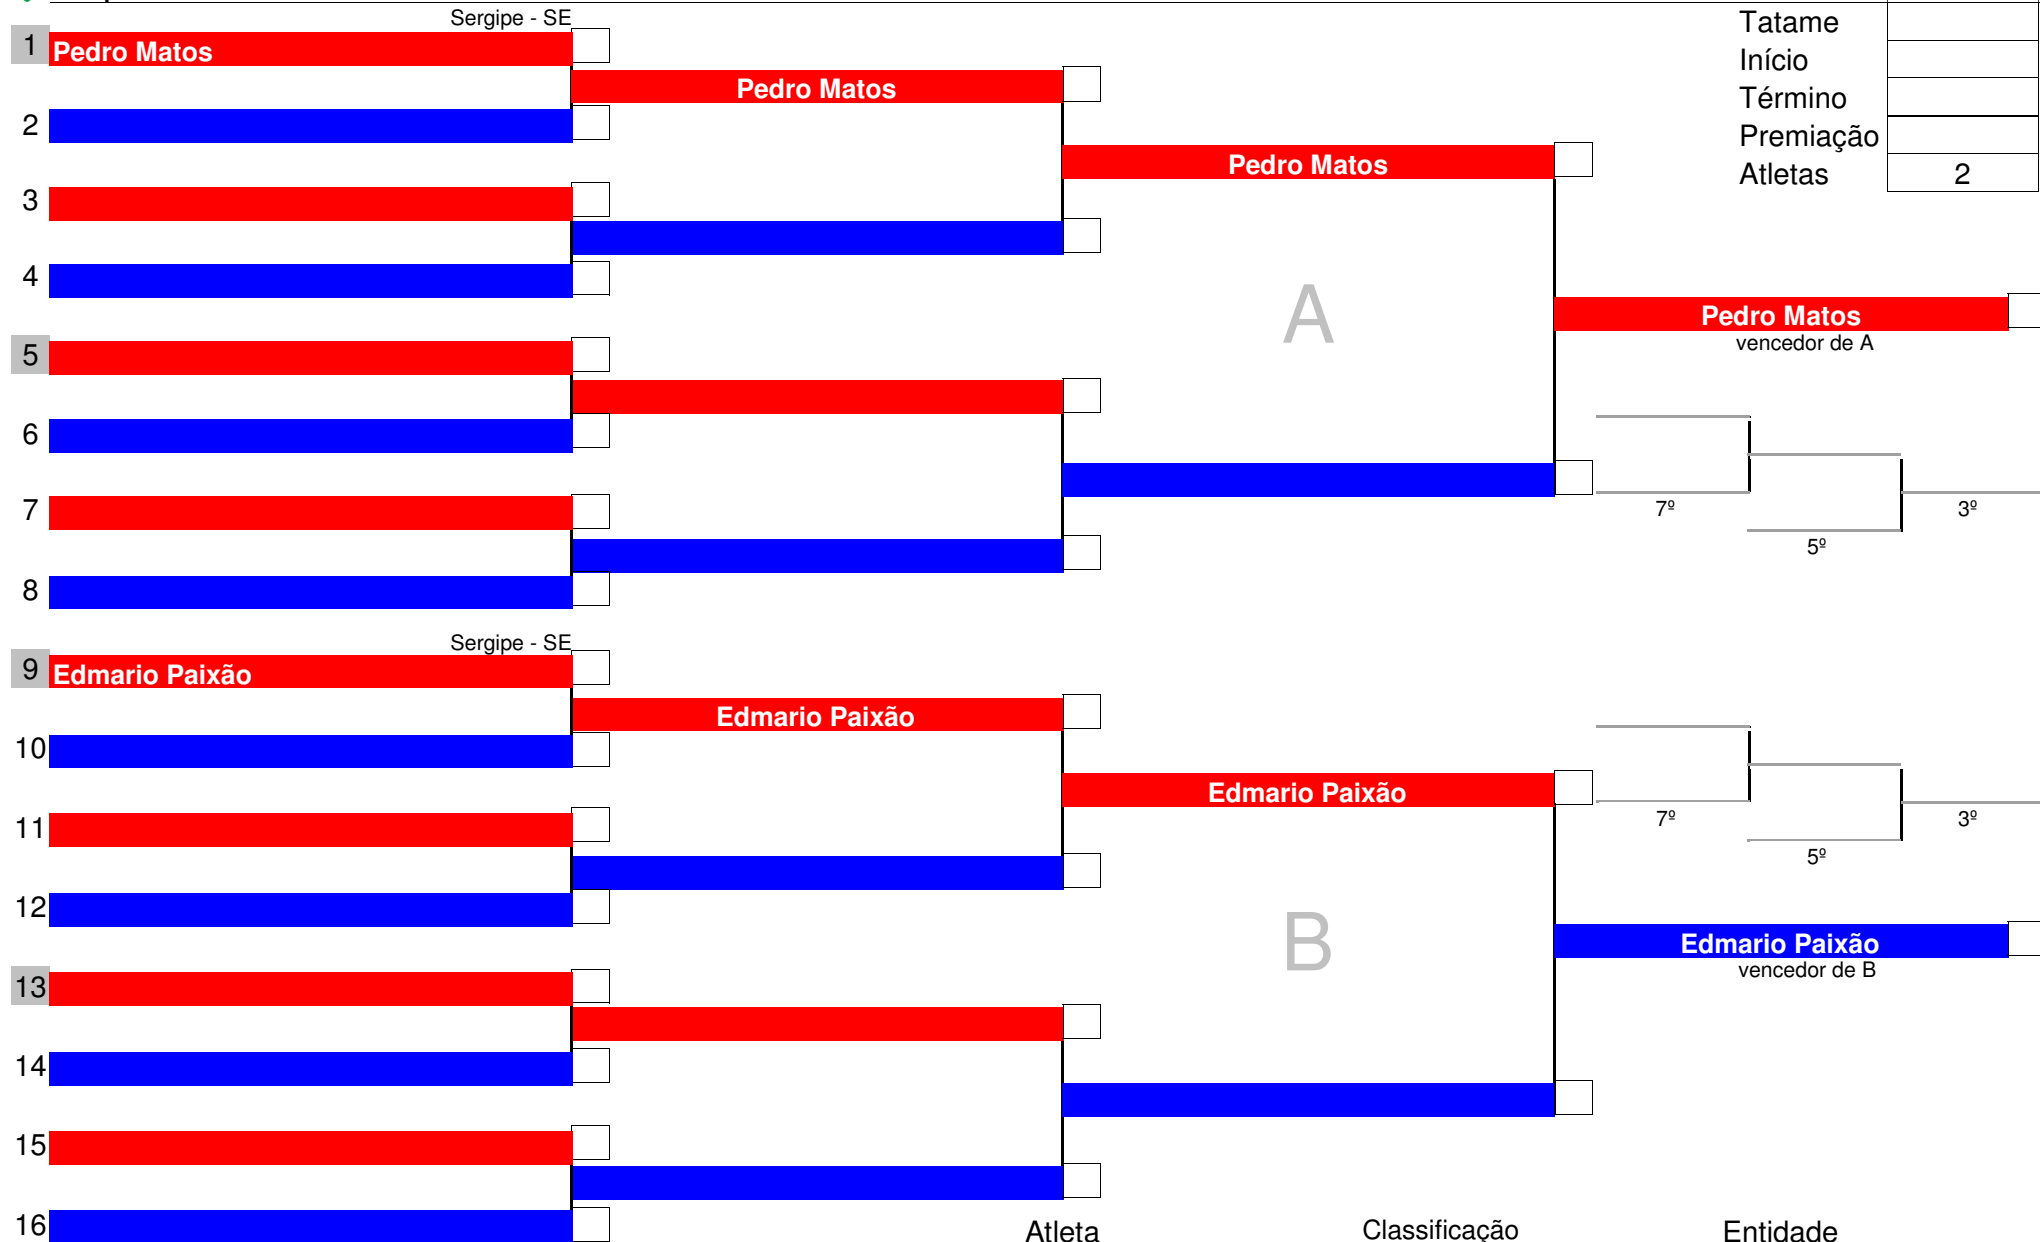 Sergipe - SE
Tatame
1 Pedro Matos
Início
Pedro Matos
Término
2
Premiação
Pedro Matos
Atletas 2
3
4
A
Pedro Matos
vencedor de A
5
6
7
7º 3º
5º
8
Sergipe - SE
9 Edmario Paixão
Edmario Paixão
10
Edmario Paixão
7º 3º
11
5º
12
B
Edmario Paixão
vencedor de B
13
14
15
16
Atleta Classificação Entidade